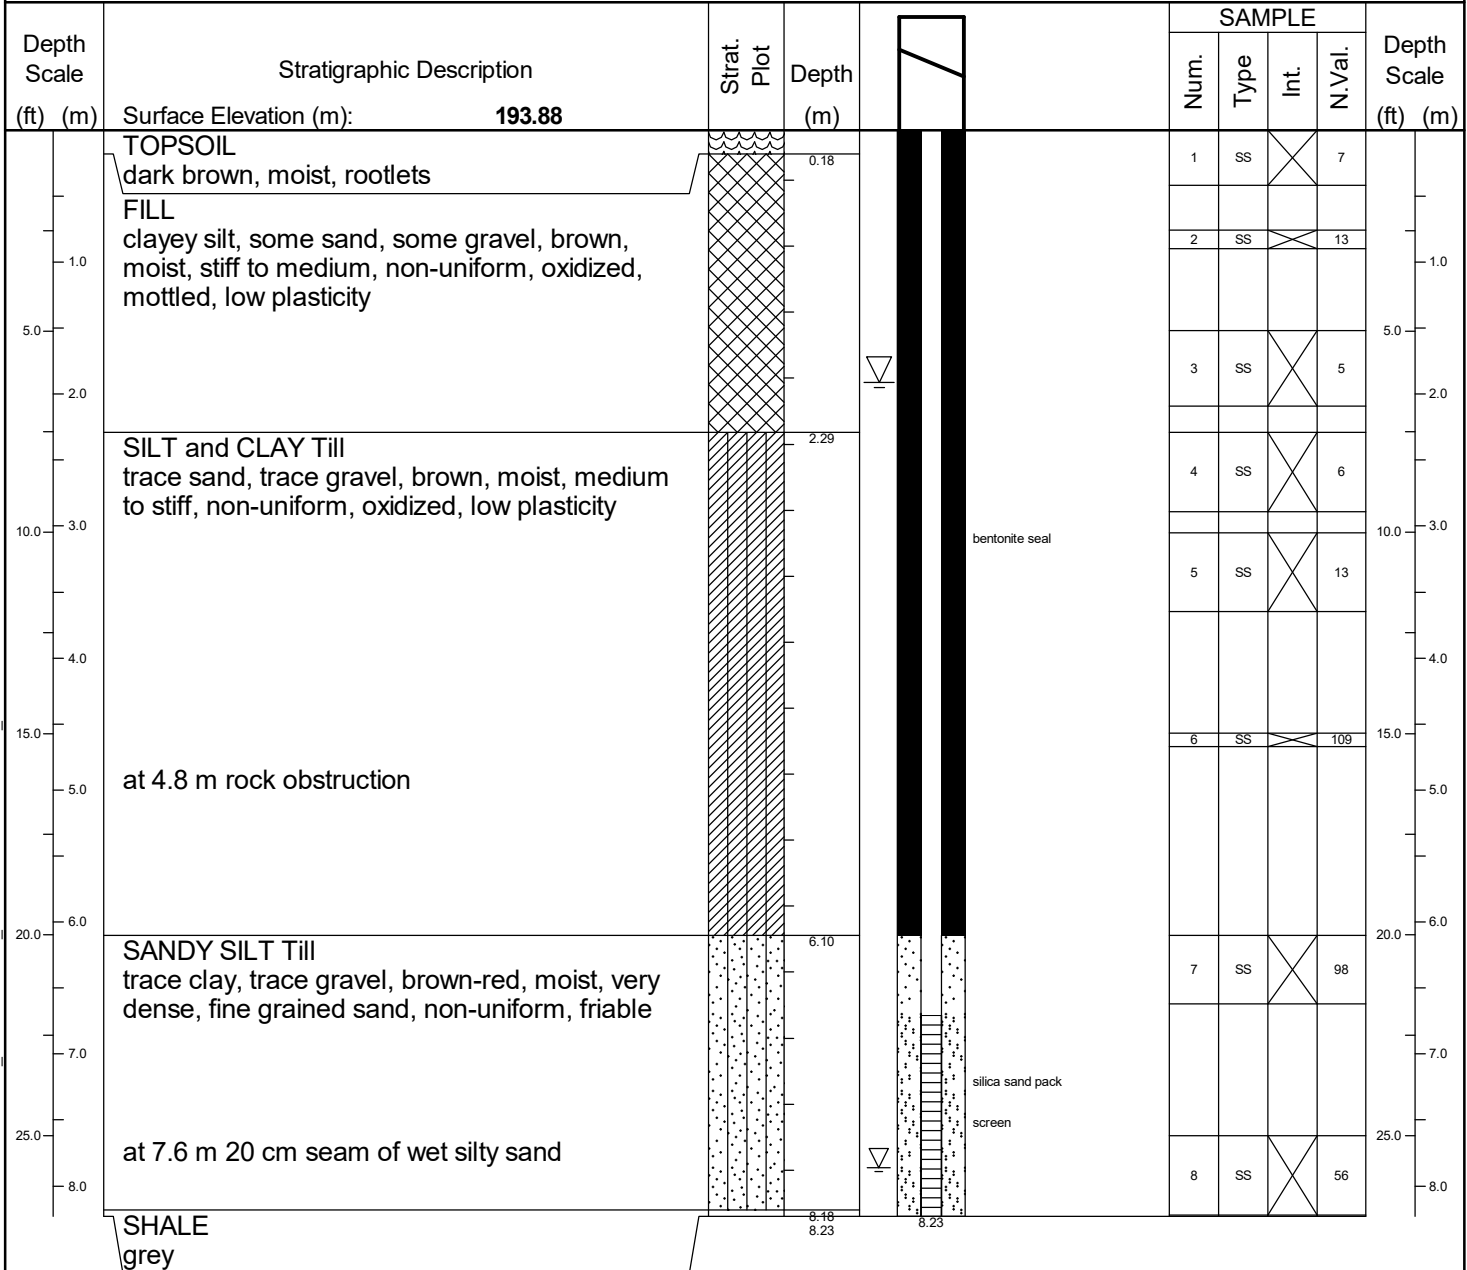 SAMPLE
Depth Scale
Stratigraphic Description
Strat. Plot
Depth
Num.
Type
Int.
N.Val.
Depth Scale
(ft) (m)
Surface Elevation (m): 193.88
(m)
(ft) (m)
TOPSOIL
dark brown, moist, rootlets
0.18
1 SS 7
FILL
clayey silt, some sand, some gravel, brown,
2 SS 13
moist, stiff to medium, non-uniform, oxidized,
1.0
1.0
mottled, low plasticity
5.0
5.0
3 SS 5
2.0
2.0
SILT and CLAY Till
2.29
trace sand, trace gravel, brown, moist, medium
4 SS 6
to stiff, non-uniform, oxidized, low plasticity
10.0 3.0
bentonite seal
10.0 3.0
5 SS 13
4.0
4.0
15.0
6 SS 109
15.0
at 4.8 m rock obstruction
5.0
5.0
20.0 6.0
20.0 6.0
SANDY SILT Till
6.10
trace clay, trace gravel, brown-red, moist, very
7 SS 98
dense, fine grained sand, non-uniform, friable
7.0
7.0
silica sand pack
screen
25.0
25.0
at 7.6 m 20 cm seam of wet silty sand
8 SS 56
8.0
8.0
8.18
SHALE
8.23
8.23
grey